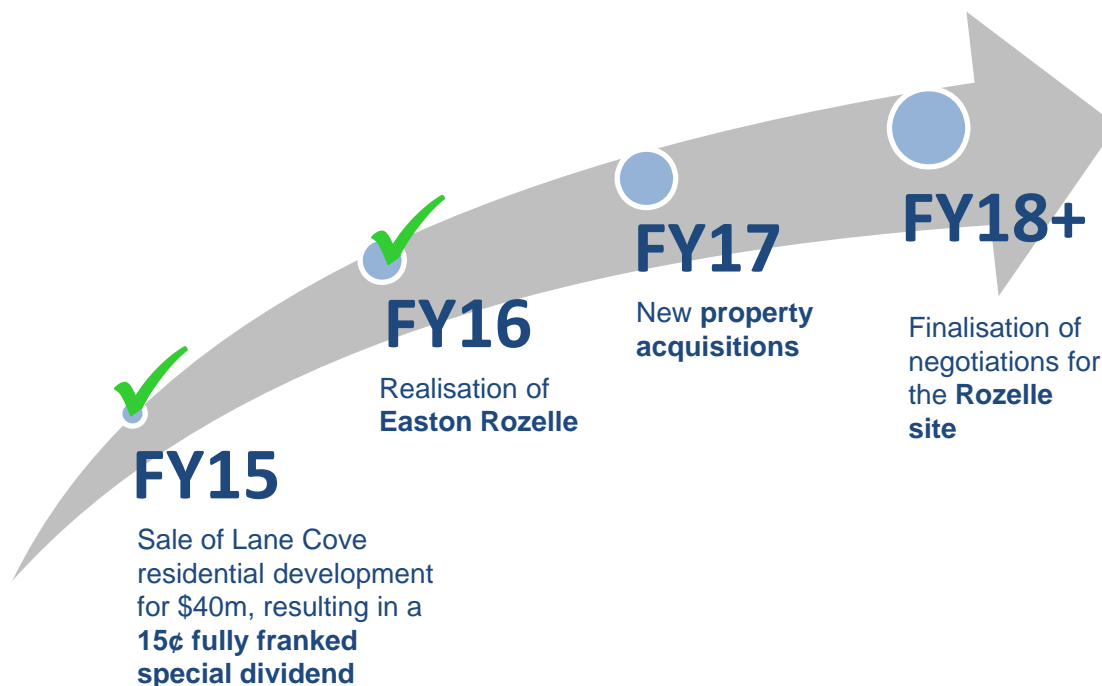 FY15
Sale of Lane Cove
residential development
for $40m, resulting in a
15¢ fully franked
special dividend
FY16
Realisation of
Easton Rozelle
FY17
New property
acquisitions
FY18+
Finalisation of
negotiations for
the Rozelle
site